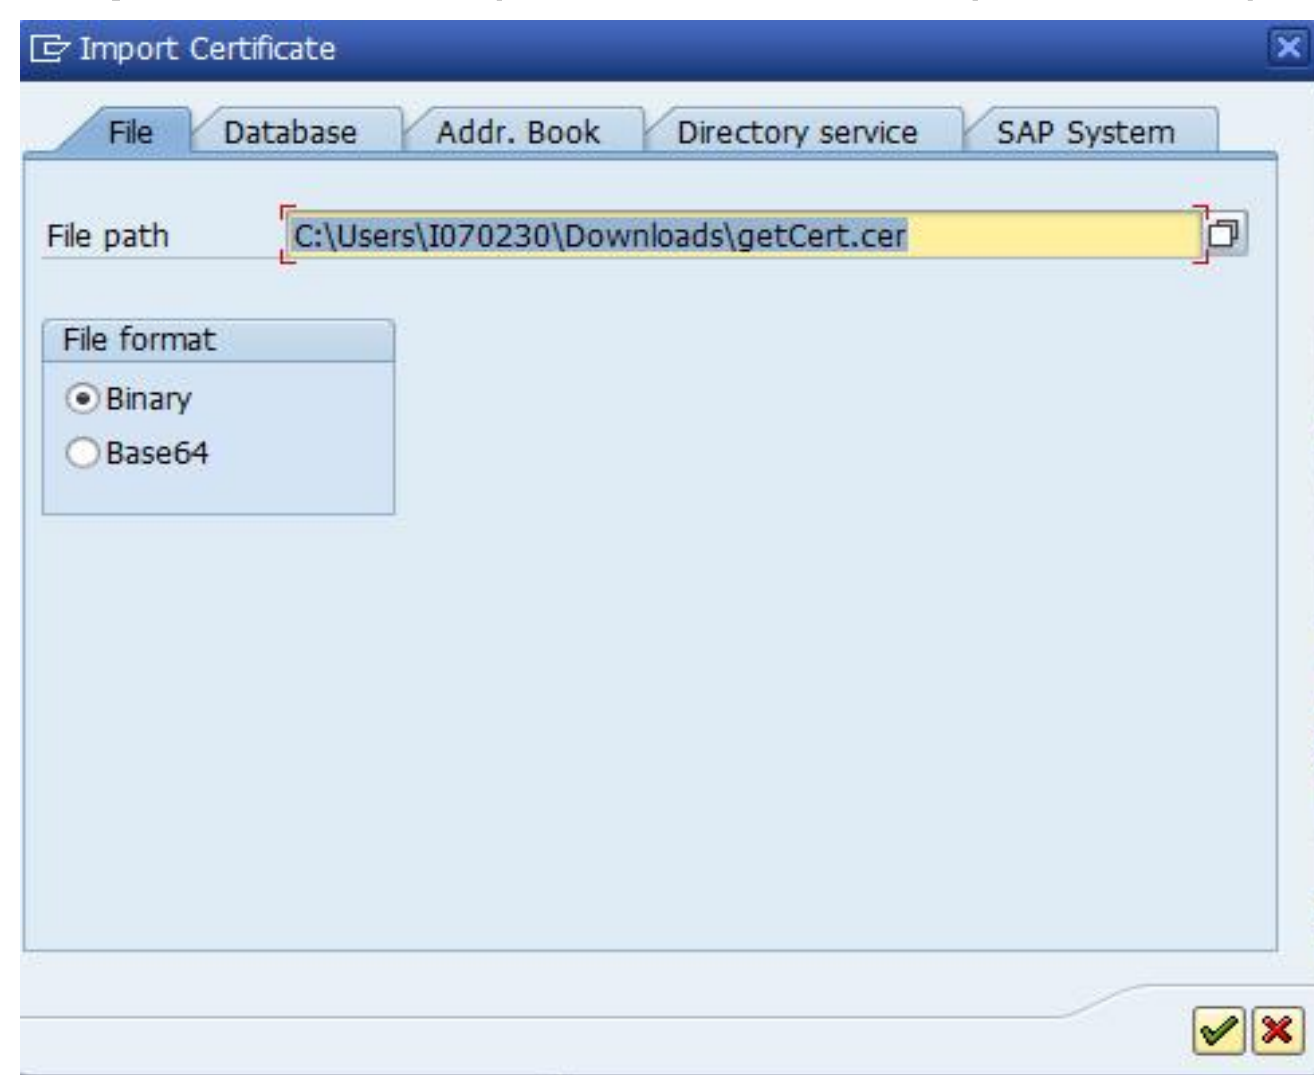 Import Certificate
File Database Addr. Book Directory service SAP System
File path C:\Users\I070230\Downloads\getCert.cer
File format
Binary
Base64